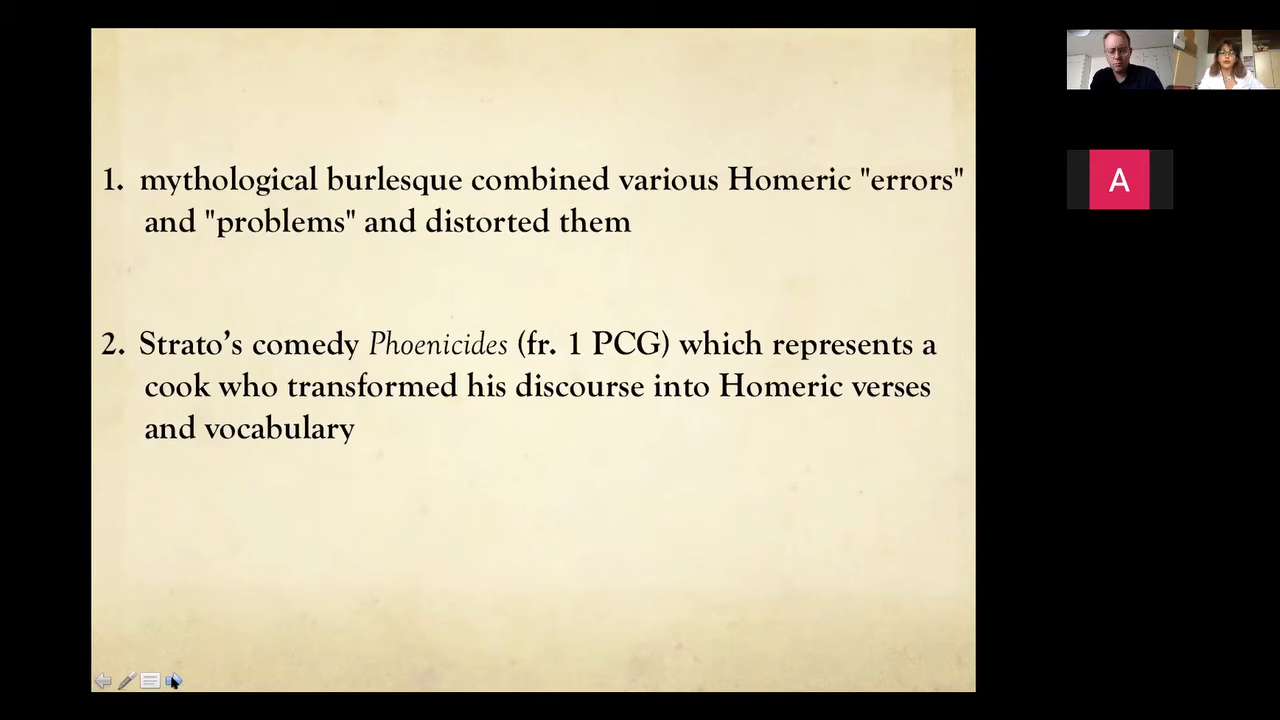 1. mythological burlesque combined various Homeric "errors"
and "problems" and distorted them
2. Strato’s comedy Phoenicides (fr. 1 PCG) which represents a
cook who transformed his discourse into Homeric verses
and vocabulary
A